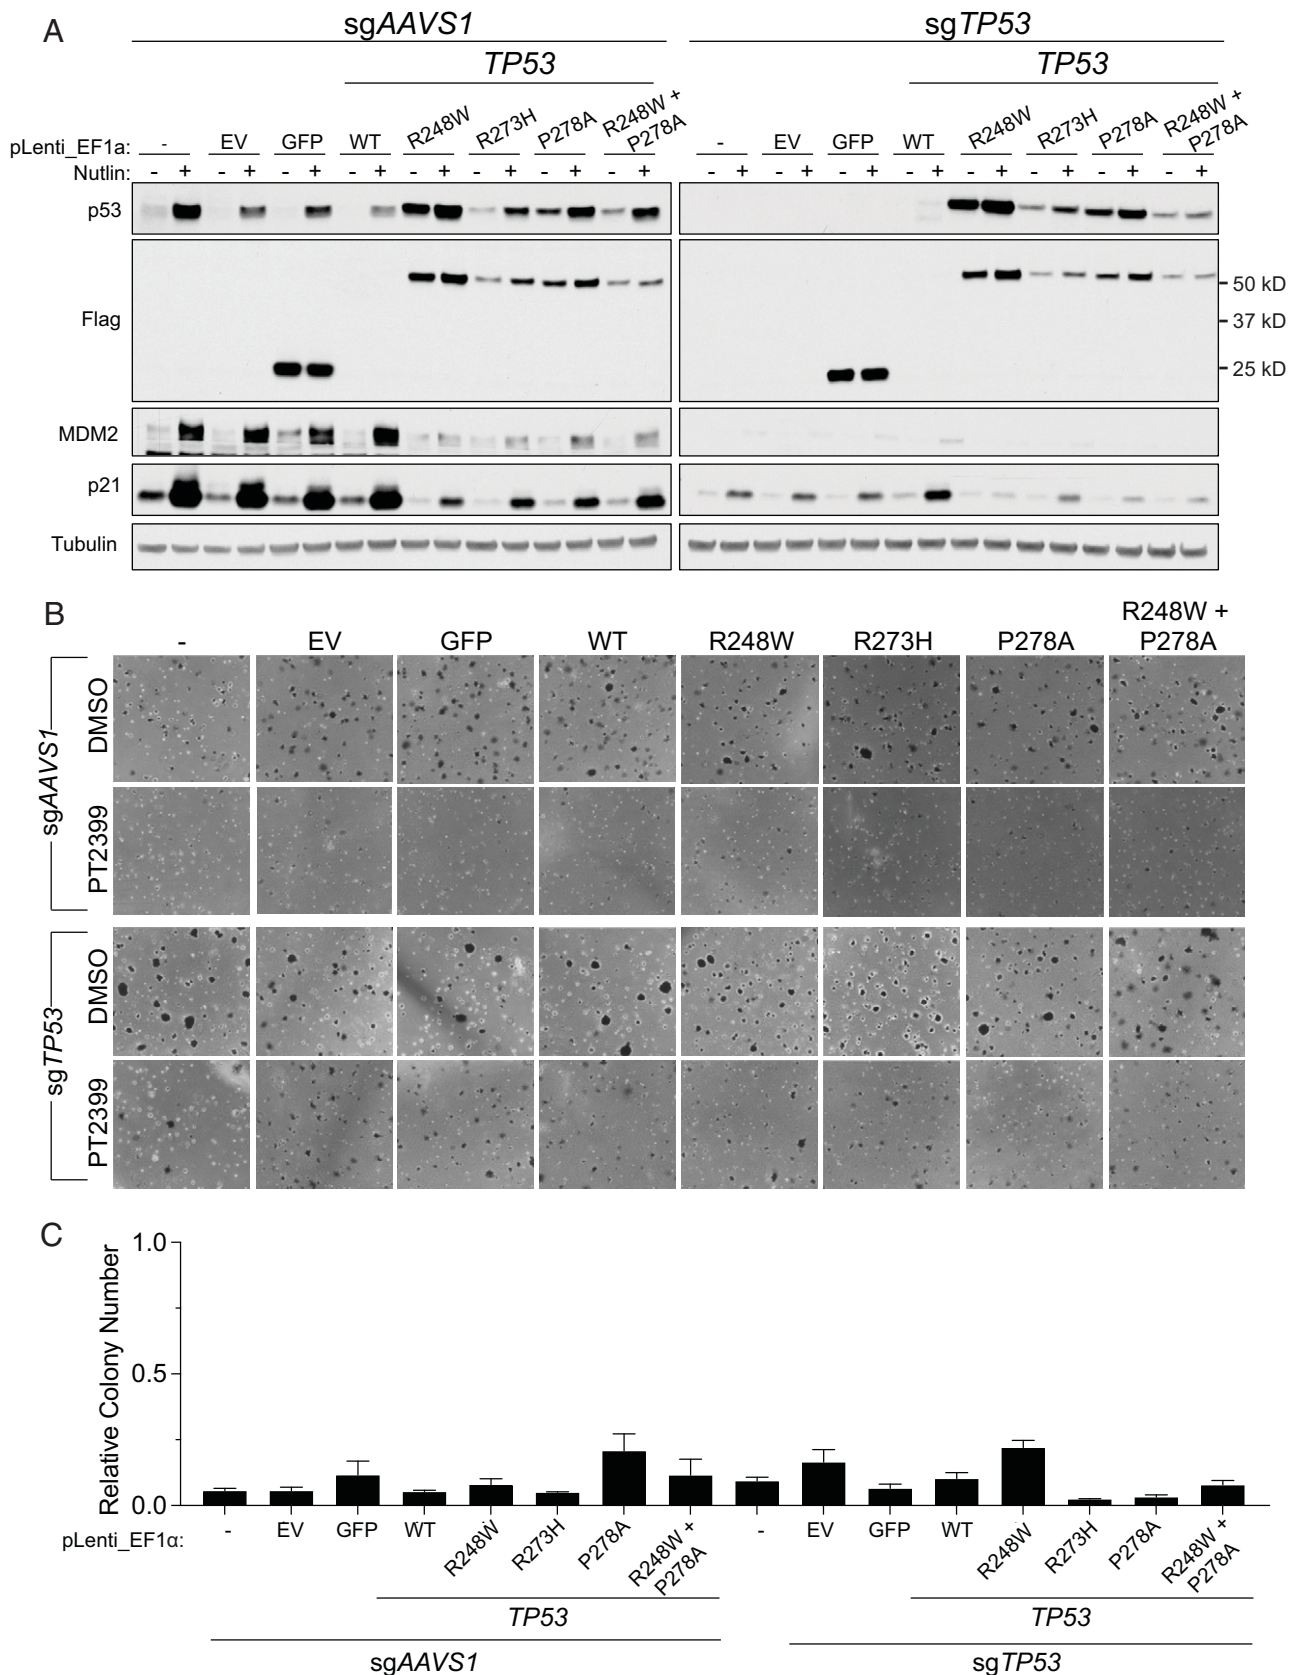 A
sgAAVS1
sgTP53
TP53
TP53
pLenti_EF1a: - EV GFP WT R248W R273H P278A R248W + P278A - EV GFP WT R248W R273H P278A R248W + P278A
Nutlin: - + - + - + - + - + - + - + - + - + - + - + - + - + - + - + - +
p53
Flag
50 kD
37 kD
25 kD
MDM2
p21
Tubulin
B
- EV GFP WT R248W R273H P278A R248W + P278A
sgAAVS1
DMSO
PT2399
sgTP53
DMSO
PT2399
C
Relative Colony Number
1.0
0.5
0.0
pLenti_EF1α: - EV GFP WT R248W R273H P278A R248W + P278A - EV GFP WT R248W R273H P278A R248W + P278A
TP53
TP53
sgAAVS1
sgTP53